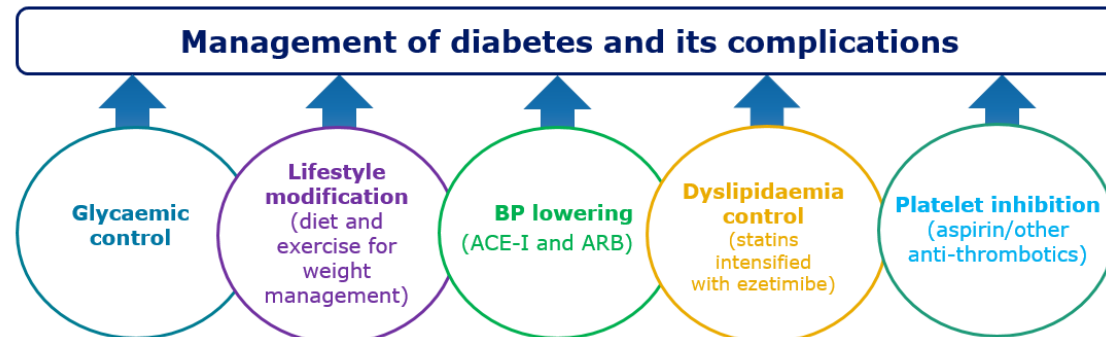 Management of diabetes and its complications
Glycaemic
control
Lifestyle
modification
(diet and
exercise for
weight
management)
BP lowering
(ACE-I and ARB)
Dyslipidaemia
control
(statins
intensified
with ezetimibe)
Platelet inhibition
(aspirin/other
anti-thrombotics)